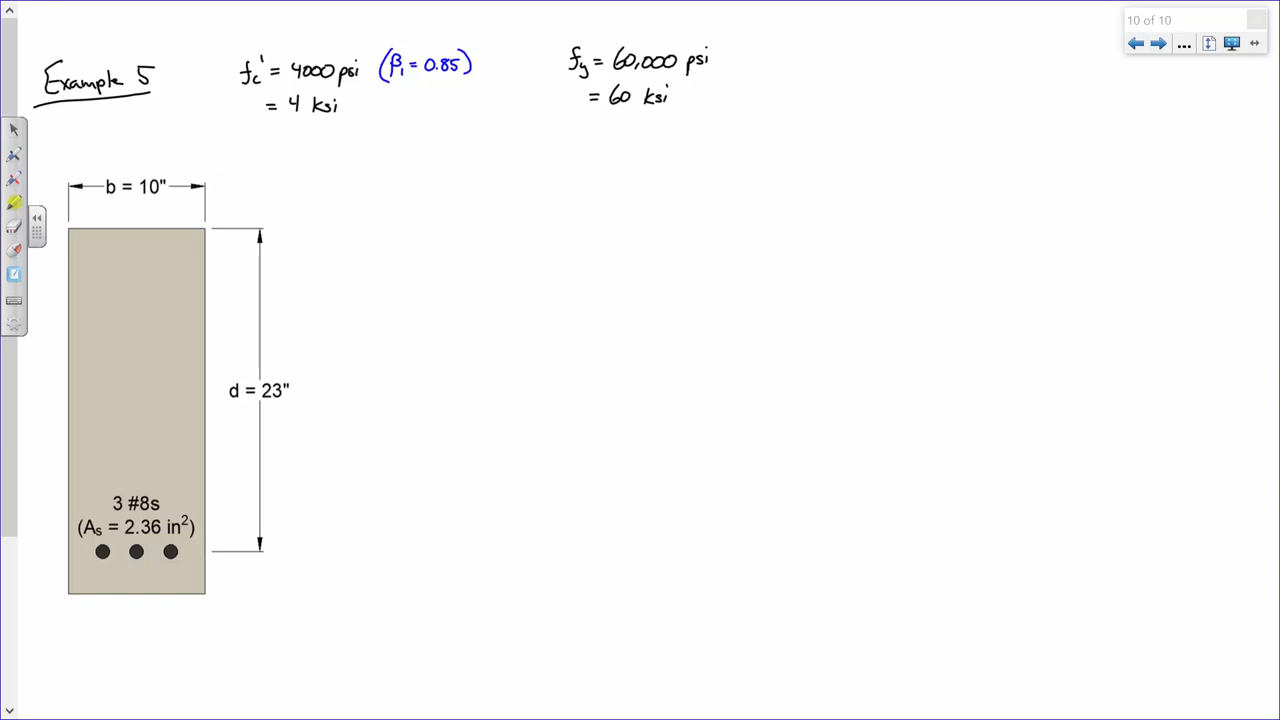 10 of 10
Example 5
fc' = 4000 psi (β₁ = 0.85)
= 4 ksi
fy = 60,000 psi
= 60 ksi
b = 10"
d = 23"
3 #8s
(As = 2.36 in²)